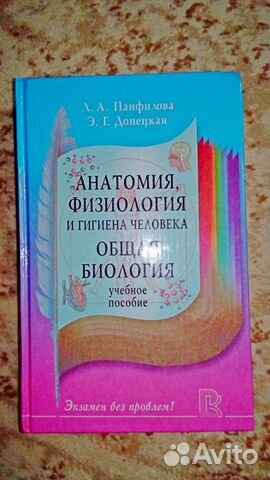 Л. А. Панфилова
Э. Г. Донецкая
АНАТОМИЯ,
ФИЗИОЛОГИЯ
И ГИГИЕНА ЧЕЛОВЕКА
ОБЩАЯ
БИОЛОГИЯ
учебное
пособие
Экзамен без проблем!
Avito